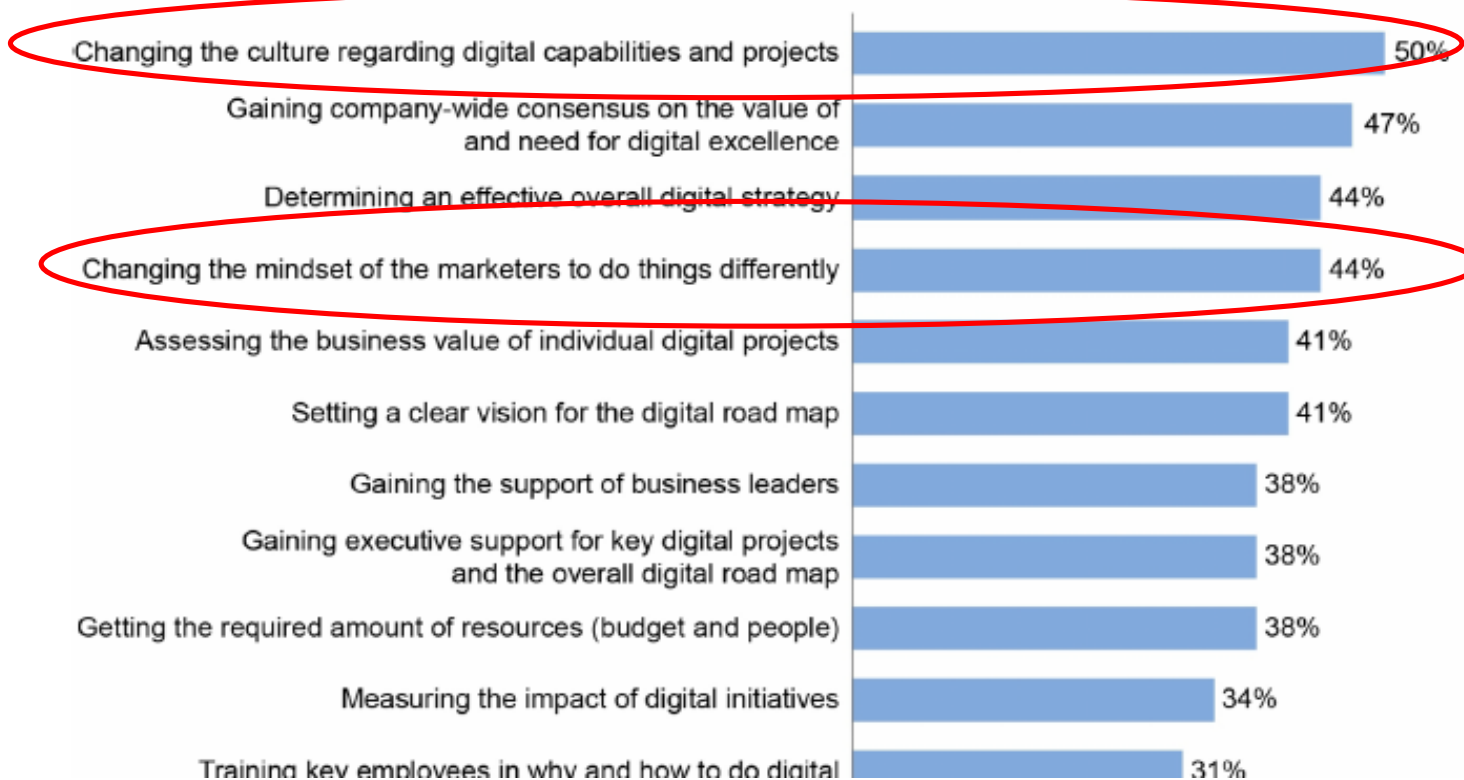 Changing the culture regarding digital capabilities and projects 50%
Gaining company-wide consensus on the value of
and need for digital excellence 47%
Determining an effective overall digital strategy 44%
Changing the mindset of the marketers to do things differently 44%
Assessing the business value of individual digital projects 41%
Setting a clear vision for the digital road map 41%
Gaining the support of business leaders 38%
Gaining executive support for key digital projects
and the overall digital road map 38%
Getting the required amount of resources (budget and people) 38%
Measuring the impact of digital initiatives 34%
Training key employees in why and how to do digital 31%